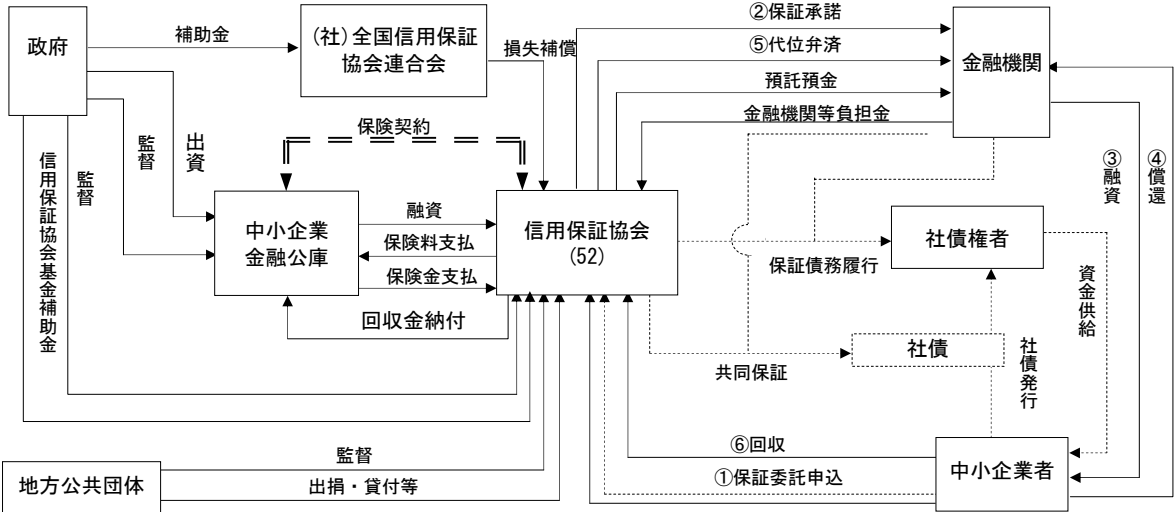 ②保証承諾
政府
補助金
(社)全国信用保証
協会連合会
損失補償
⑤代位弁済
金融機関
預託預金
金融機関等負担金
保険契約
信用保証協会基金補助金
監督
監督
出資
③融資
④償還
中小企業
金融公庫
融資
保険料支払
保険金支払
回収金納付
信用保証協会
(52)
社債権者
保証債務履行
資金供給
社債
社債発行
共同保証
⑥回収
①保証委託申込
中小企業者
地方公共団体
監督
出捐・貸付等